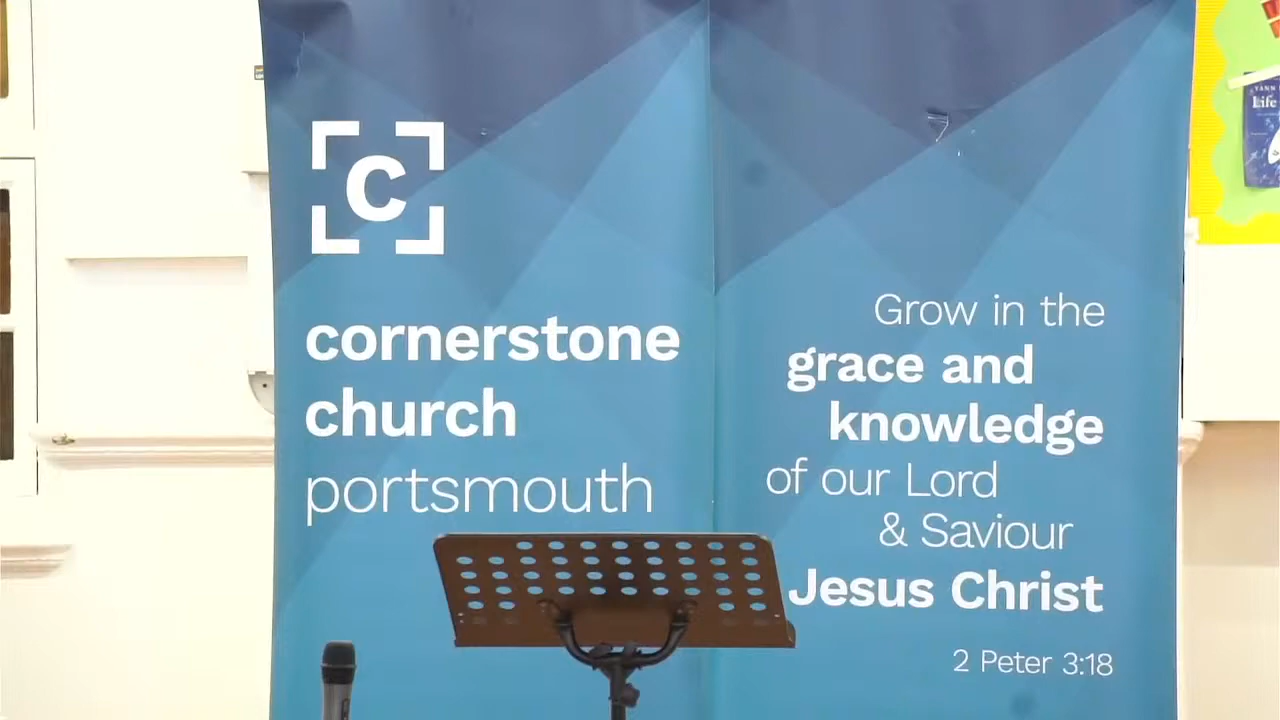 c
cornerstone
church
portsmouth
Grow in the
grace and
knowledge
of our Lord
& Saviour
Jesus Christ
2 Peter 3:18
YANN
Life